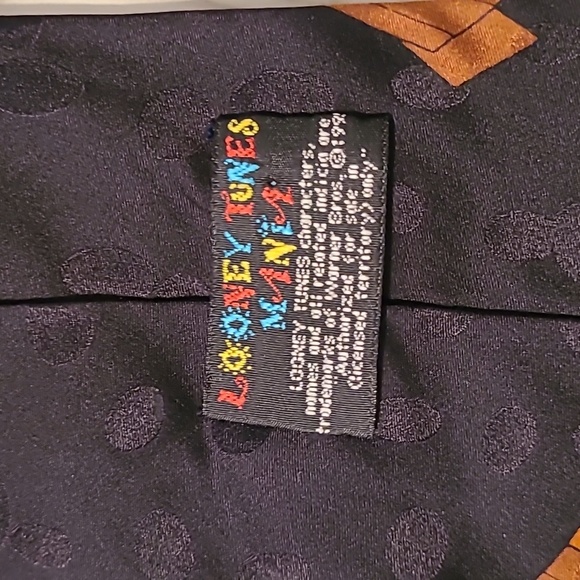 LOONEY TUNES
MANIA
LOONEY TUNES characters,
names and all related indicia are
trademarks of Warner Bros. ©199
Authorized for sale in
licensed territory only..